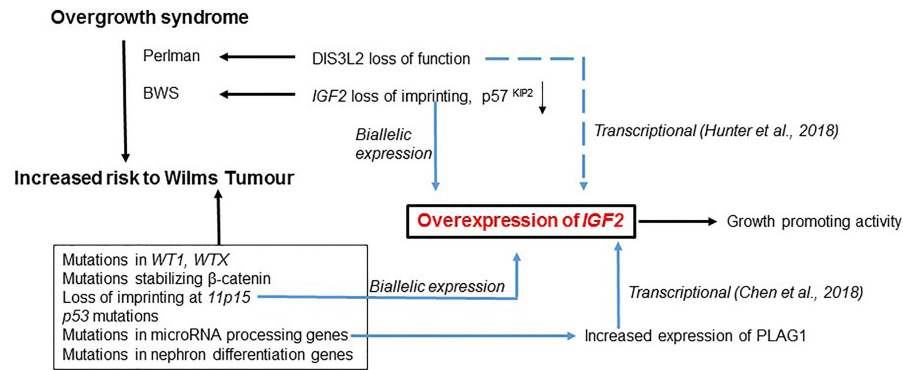 Overgrowth syndrome
Perlman
DIS3L2 loss of function
BWS
IGF2 loss of imprinting, p57 KIP2
Biallelic
expression
Transcriptional (Hunter et al., 2018)
Increased risk to Wilms Tumour
Overexpression of IGF2
Growth promoting activity
Mutations in WT1, WTX
Mutations stabilizing β-catenin
Loss of imprinting at 11p15
p53 mutations
Mutations in microRNA processing genes
Mutations in nephron differentiation genes
Biallelic expression
Transcriptional (Chen et al., 2018)
Increased expression of PLAG1